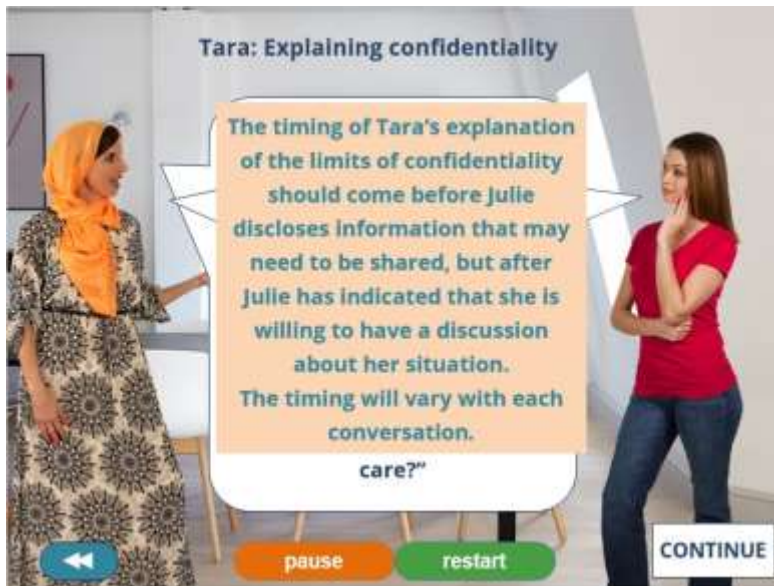 Tara: Explaining confidentiality
The timing of Tara's explanation
of the limits of confidentiality
should come before Julie
discloses information that may
need to be shared, but after
Julie has indicated that she is
willing to have a discussion
about her situation.
The timing will vary with each
conversation.
care?”
pause
restart
CONTINUE